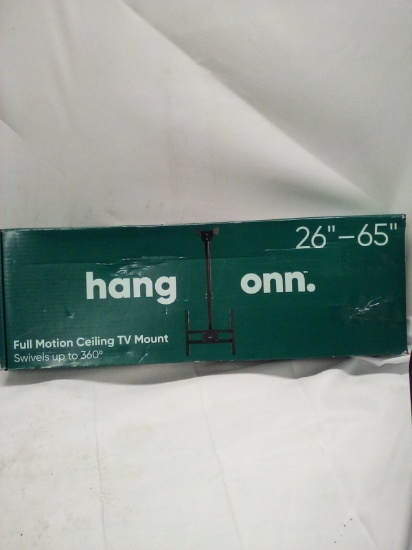 26"–65"
hang onn.
Full Motion Ceiling TV Mount
Swivels up to 360°